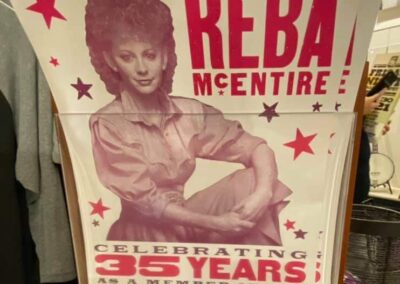 REBA
McENTIRE
CELEBRATING
35 YEARS
AS A MEMBER